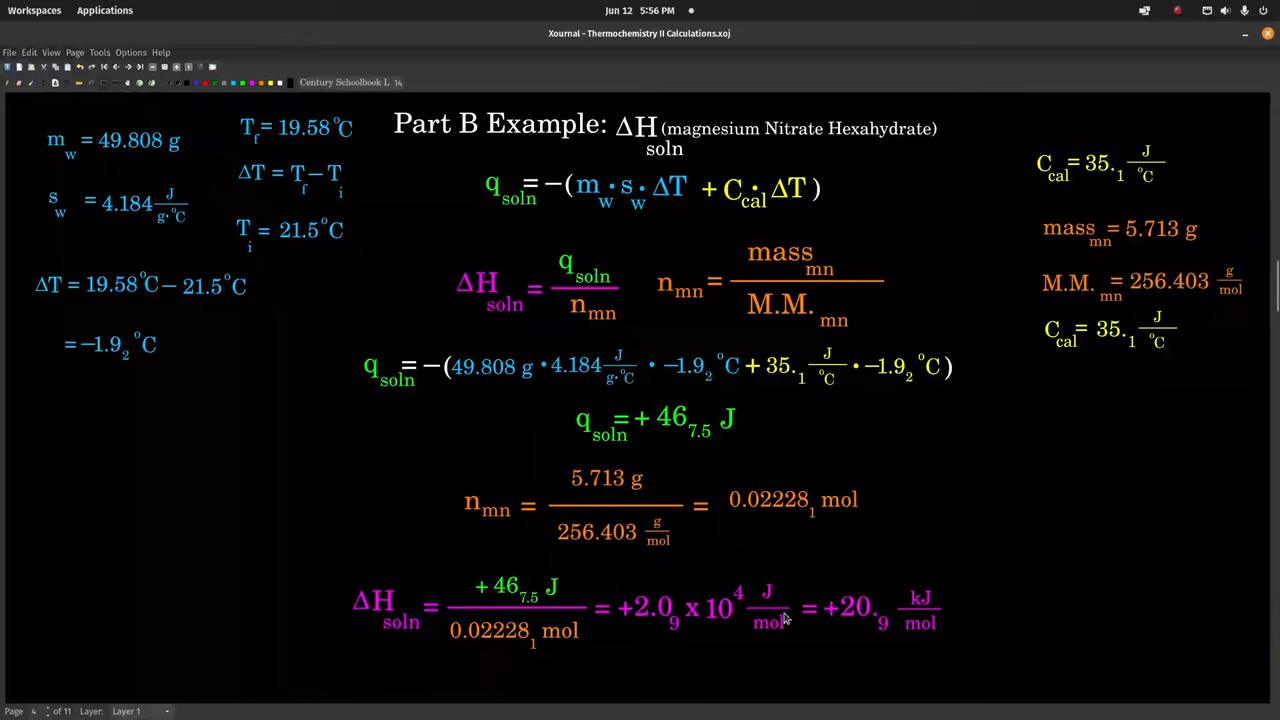 Workspaces Applications Jun 12 5:56 PM
Xournal - Thermochemistry II Calculations.xoj
File Edit View Page Tools Options Help
Century Schoolbook L 14
Part B Example: ΔH soln (magnesium Nitrate Hexahydrate)
m w = 49.808 g
s w = 4.184 J/g·°C
T f = 19.58 °C
ΔT = T f − T i
T i = 21.5 °C
ΔT = 19.58 °C − 21.5 °C
= −1.9₂ °C
q soln = −(m w · s w · ΔT + C cal · ΔT)
ΔH soln = q soln / n mn
n mn = mass mn / M.M. mn
C cal = 35.₁ J/°C
mass mn = 5.713 g
M.M. mn = 256.403 g/mol
C cal = 35.₁ J/°C
q soln = −(49.808 g · 4.184 J/g·°C · −1.9₂ °C + 35.₁ J/°C · −1.9₂ °C)
q soln = + 46₇.₅ J
n mn = 5.713 g / 256.403 g/mol = 0.02228₁ mol
ΔH soln = + 46₇.₅ J / 0.02228₁ mol = +2.0₉ x 10⁴ J/mol = +20.₉ kJ/mol
Page 4 of 11 Layer: Layer 1